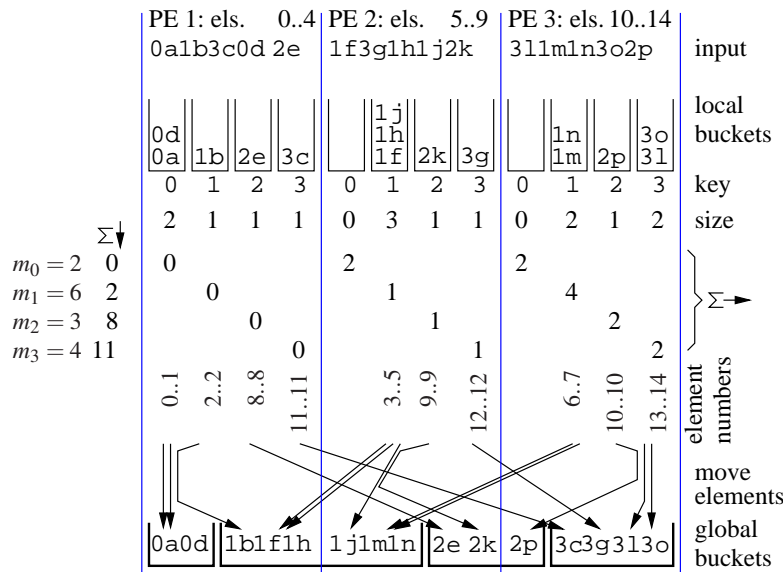 PE 1: els. 0..4 PE 2: els. 5..9 PE 3: els. 10..14
0a1b3c0d 2e 1f3g1h1j2k 3l1m1n3o2p input
1j local
0d 1h 1n 3o buckets
0a 1b 2e 3c 1f 2k 3g 1m 2p 3l
0 1 2 3 0 1 2 3 0 1 2 3 key
2 1 1 1 0 3 1 1 0 2 1 2 size
Σ
m0 = 2 0 0 2 2
m1 = 6 2 0 1 4 Σ
m2 = 3 8 0 1 2
m3 = 4 11 0 1 2
0..1 2..2 8..8 11..11 3..5 9..9 12..12 6..7 10..10 13..14 element
numbers
move
elements
global
0a0d 1b1f1h 1j1m1n 2e 2k 2p 3c3g3l3o buckets